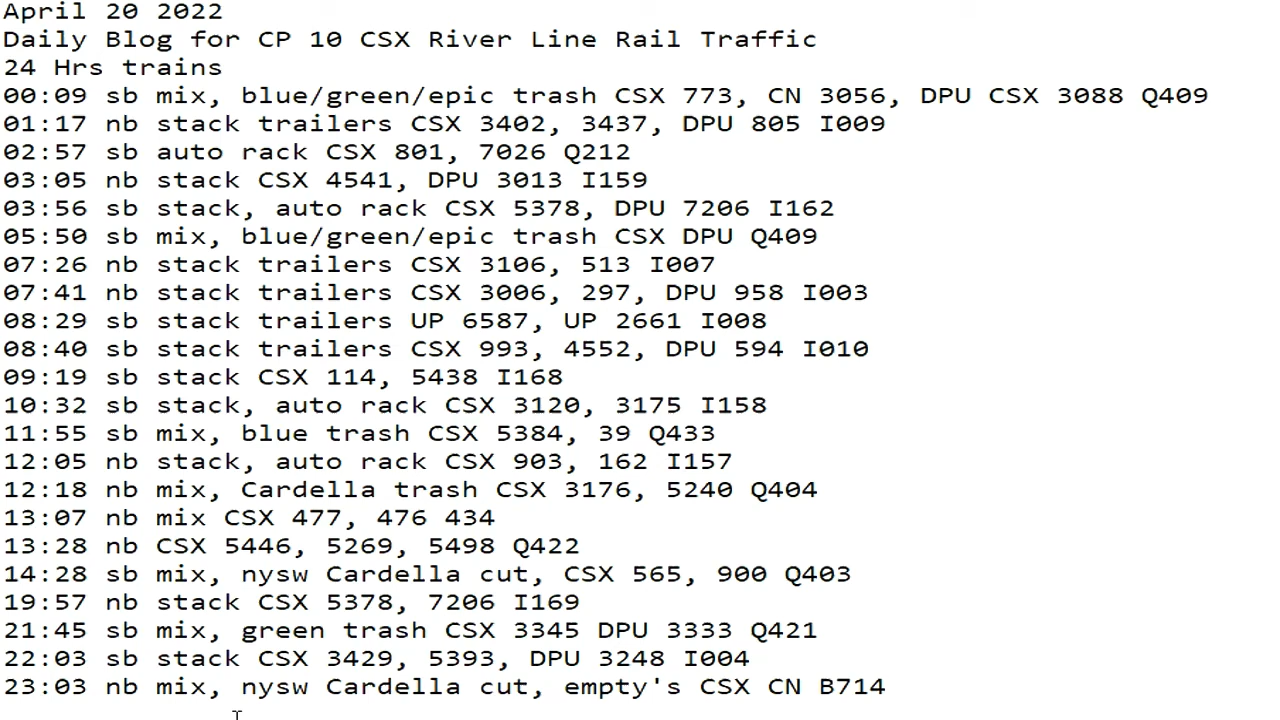 April 20 2022
Daily Blog for CP 10 CSX River Line Rail Traffic
24 Hrs trains
00:09 sb mix, blue/green/epic trash CSX 773, CN 3056, DPU CSX 3088 Q409
01:17 nb stack trailers CSX 3402, 3437, DPU 805 I009
02:57 sb auto rack CSX 801, 7026 Q212
03:05 nb stack CSX 4541, DPU 3013 I159
03:56 sb stack, auto rack CSX 5378, DPU 7206 I162
05:50 sb mix, blue/green/epic trash CSX DPU Q409
07:26 nb stack trailers CSX 3106, 513 I007
07:41 nb stack trailers CSX 3006, 297, DPU 958 I003
08:29 sb stack trailers UP 6587, UP 2661 I008
08:40 sb stack trailers CSX 993, 4552, DPU 594 I010
09:19 sb stack CSX 114, 5438 I168
10:32 sb stack, auto rack CSX 3120, 3175 I158
11:55 sb mix, blue trash CSX 5384, 39 Q433
12:05 nb stack, auto rack CSX 903, 162 I157
12:18 nb mix, Cardella trash CSX 3176, 5240 Q404
13:07 nb mix CSX 477, 476 434
13:28 nb CSX 5446, 5269, 5498 Q422
14:28 sb mix, nysw Cardella cut, CSX 565, 900 Q403
19:57 nb stack CSX 5378, 7206 I169
21:45 sb mix, green trash CSX 3345 DPU 3333 Q421
22:03 sb stack CSX 3429, 5393, DPU 3248 I004
23:03 nb mix, nysw Cardella cut, empty's CSX CN B714